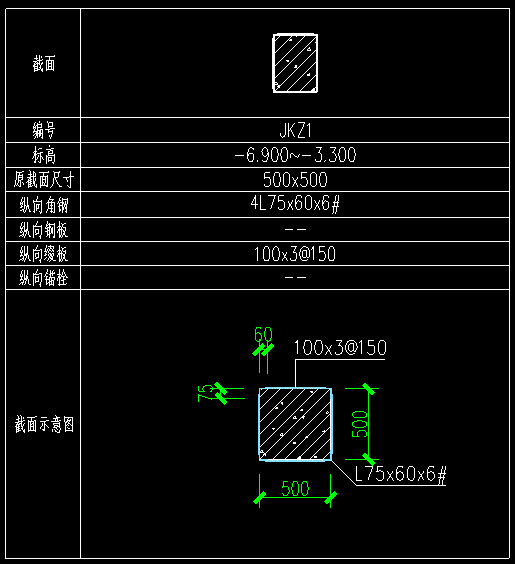 截面
编号 JKZ1
标高 -6.900~-3.300
原截面尺寸 500x500
纵向角钢 4L75x60x6#
纵向钢板 --
纵向缀板 100x3@150
纵向锚栓 --
截面示意图
60
100x3@150
75
500
L75x60x6#
500